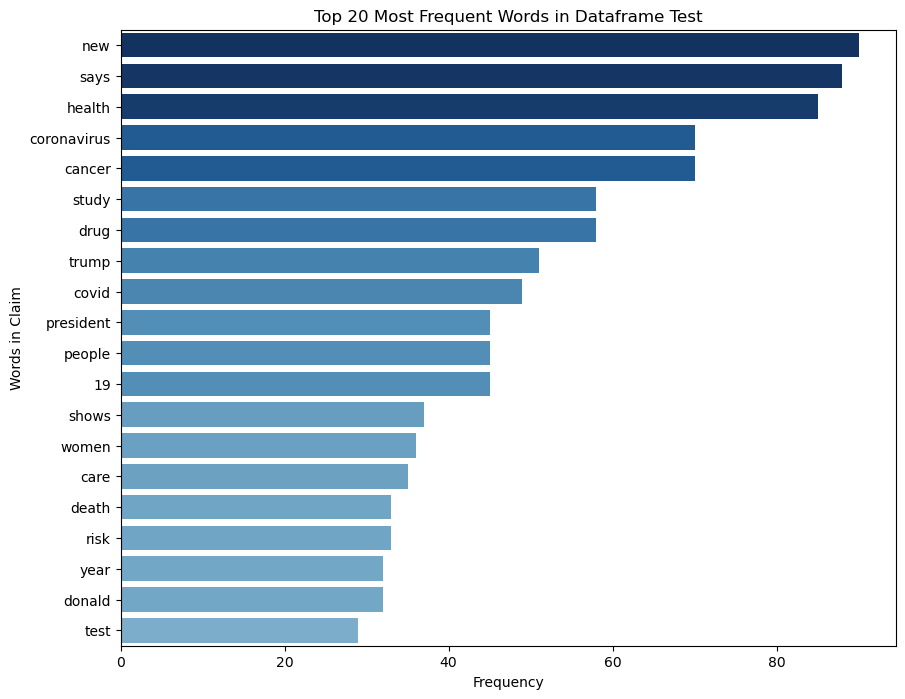 Top 20 Most Frequent Words in Dataframe Test
Words in Claim
new
says
health
coronavirus
cancer
study
drug
trump
covid
president
people
19
shows
women
care
death
risk
year
donald
test
0 20 40 60 80
Frequency